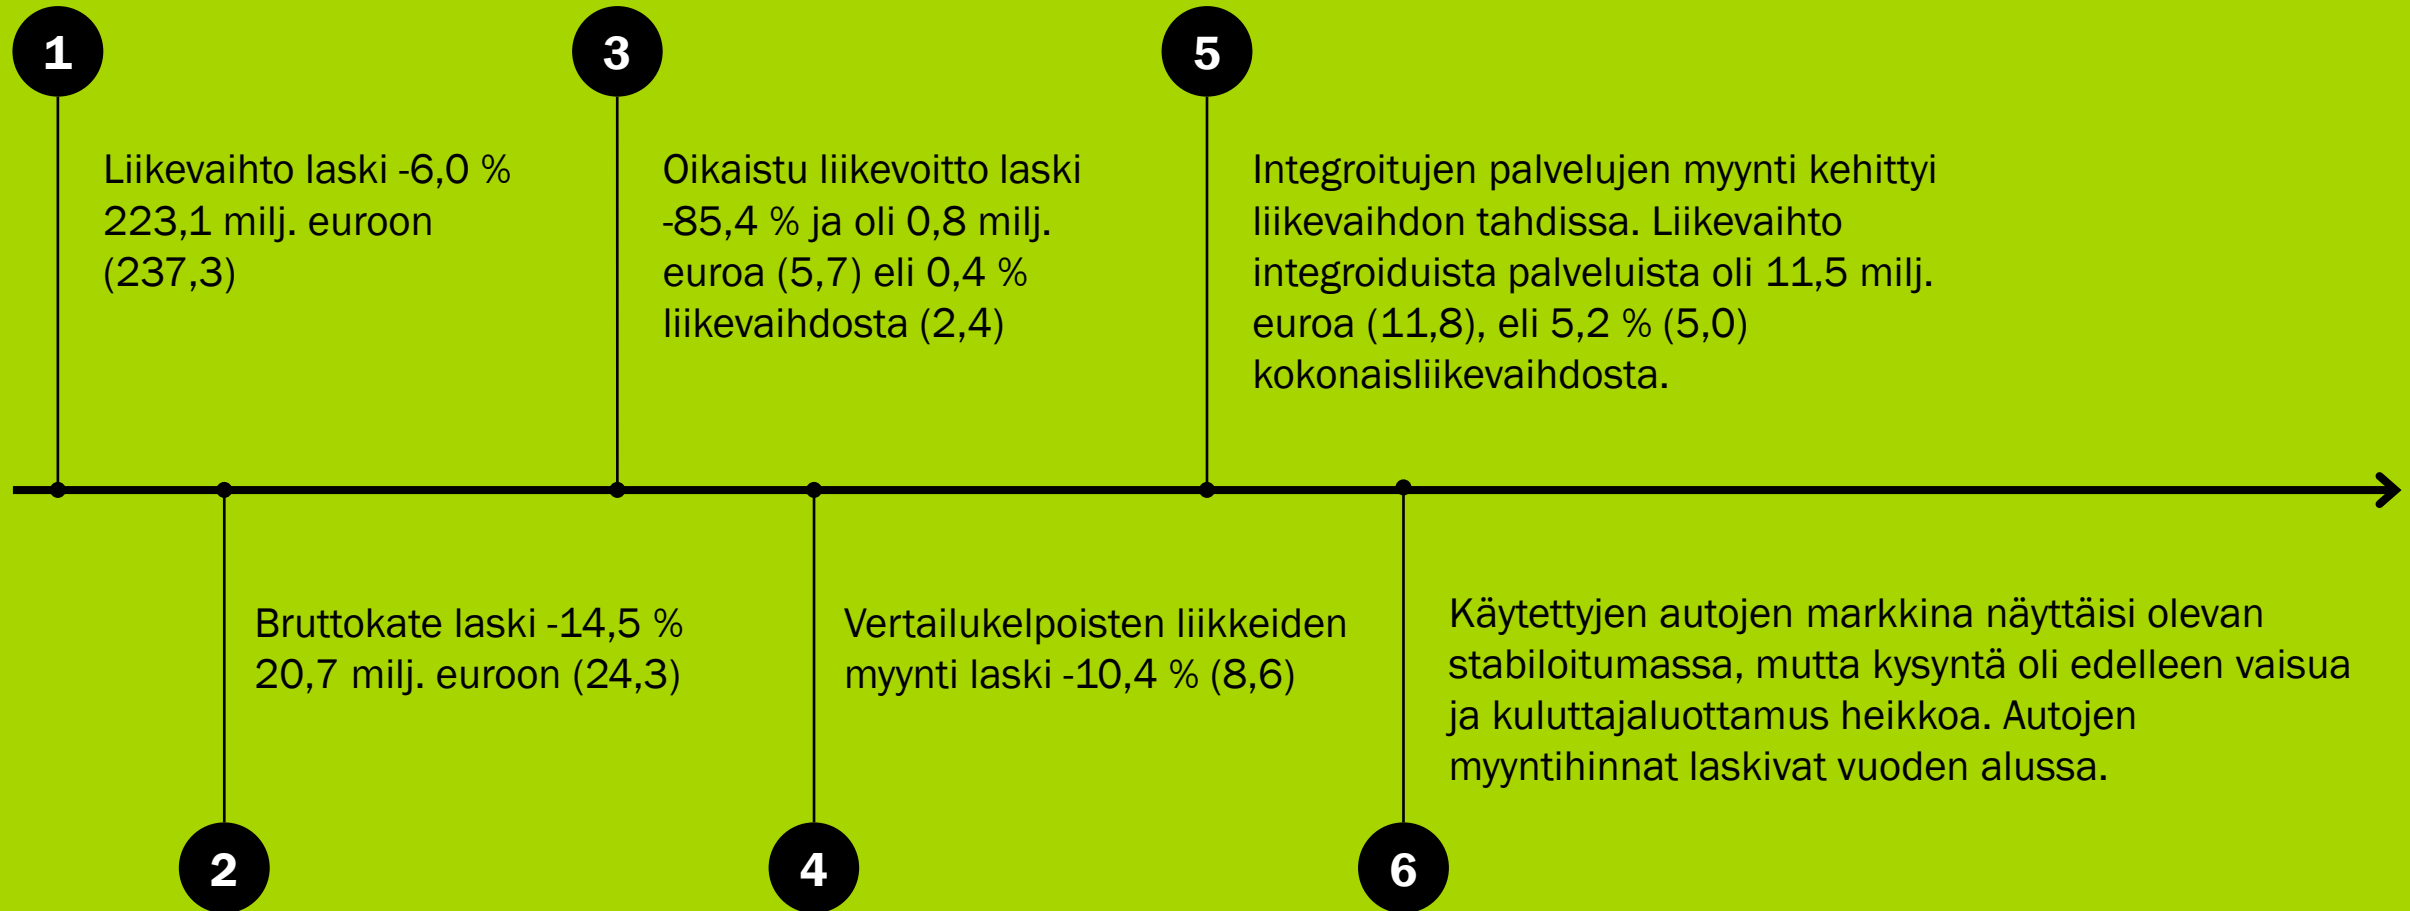 1
Liikevaihto laski -6,0 %
223,1 milj. euroon
(237,3)
2
Bruttokate laski -14,5 %
20,7 milj. euroon (24,3)
3
Oikaistu liikevoitto laski
-85,4 % ja oli 0,8 milj.
euroa (5,7) eli 0,4 %
liikevaihdosta (2,4)
4
Vertailukelpoisten liikkeiden
myynti laski -10,4 % (8,6)
5
Integroitujen palvelujen myynti kehittyi
liikevaihdon tahdissa. Liikevaihto
integroiduista palveluista oli 11,5 milj.
euroa (11,8), eli 5,2 % (5,0)
kokonaisliikevaihdosta.
6
Käytettyjen autojen markkina näyttäisi olevan
stabiloitumassa, mutta kysyntä oli edelleen vaisua
ja kuluttajaluottamus heikkoa. Autojen
myyntihinnat laskivat vuoden alussa.